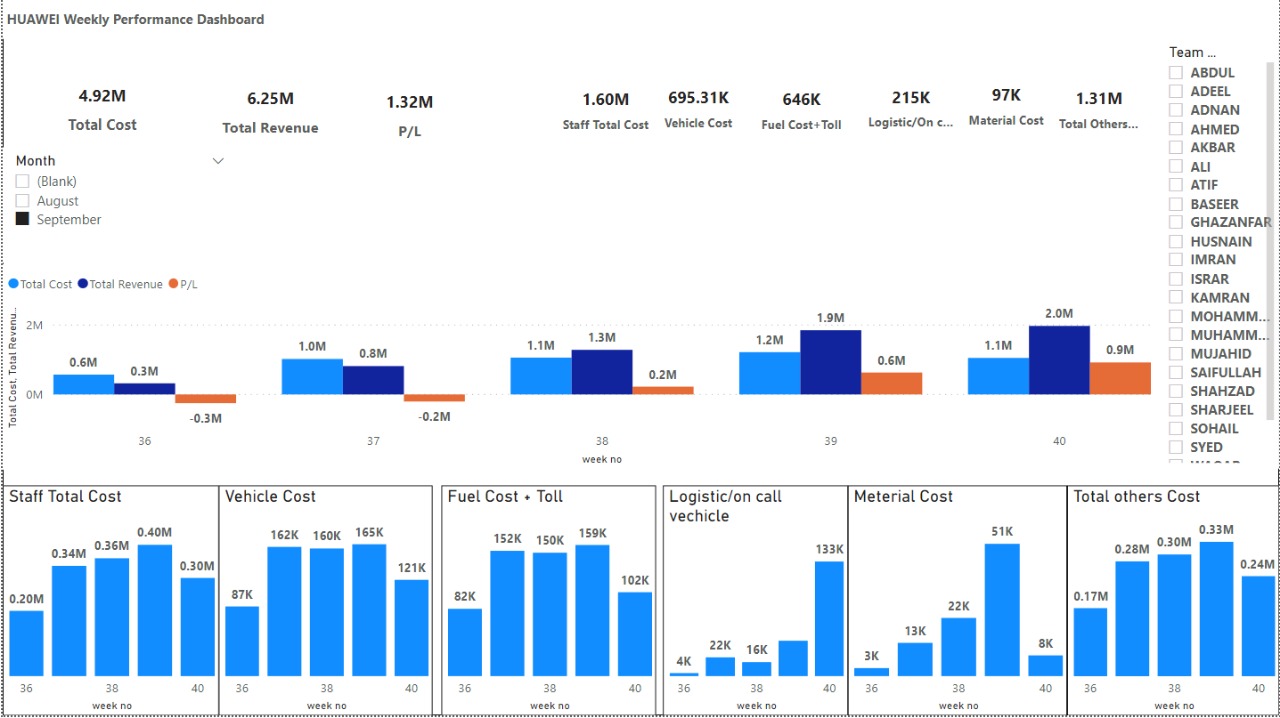 HUAWEI Weekly Performance Dashboard
4.92M
Total Cost
6.25M
Total Revenue
1.32M
P/L
1.60M
Staff Total Cost
695.31K
Vehicle Cost
646K
Fuel Cost+Toll
215K
Logistic/On c...
97K
Material Cost
1.31M
Total Others...
Team ...
ABDUL
ADEEL
ADNAN
AHMED
AKBAR
ALI
ATIF
BASEER
GHAZANFAR
HUSNAIN
IMRAN
ISRAR
KAMRAN
MOHAMM...
MUHAMM...
MUJAHID
SAIFULLAH
SHAHZAD
SHARJEEL
SOHAIL
SYED
Month
(Blank)
August
September
Total Cost Total Revenue P/L
Total Cost, Total Revenu...
2M
0M
0.6M 0.3M -0.3M
1.0M 0.8M -0.2M
1.1M 1.3M 0.2M
1.2M 1.9M 0.6M
1.1M 2.0M 0.9M
36 37 38 39 40
week no
Staff Total Cost
0.20M 0.34M 0.36M 0.40M 0.30M
36 38 40
week no
Vehicle Cost
87K 162K 160K 165K 121K
36 38 40
week no
Fuel Cost + Toll
82K 152K 150K 159K 102K
36 38 40
week no
Logistic/on call
vechicle
4K 22K 16K 133K
36 38 40
week no
Meterial Cost
3K 13K 22K 51K 8K
36 38 40
week no
Total others Cost
0.17M 0.28M 0.30M 0.33M 0.24M
36 38 40
week no